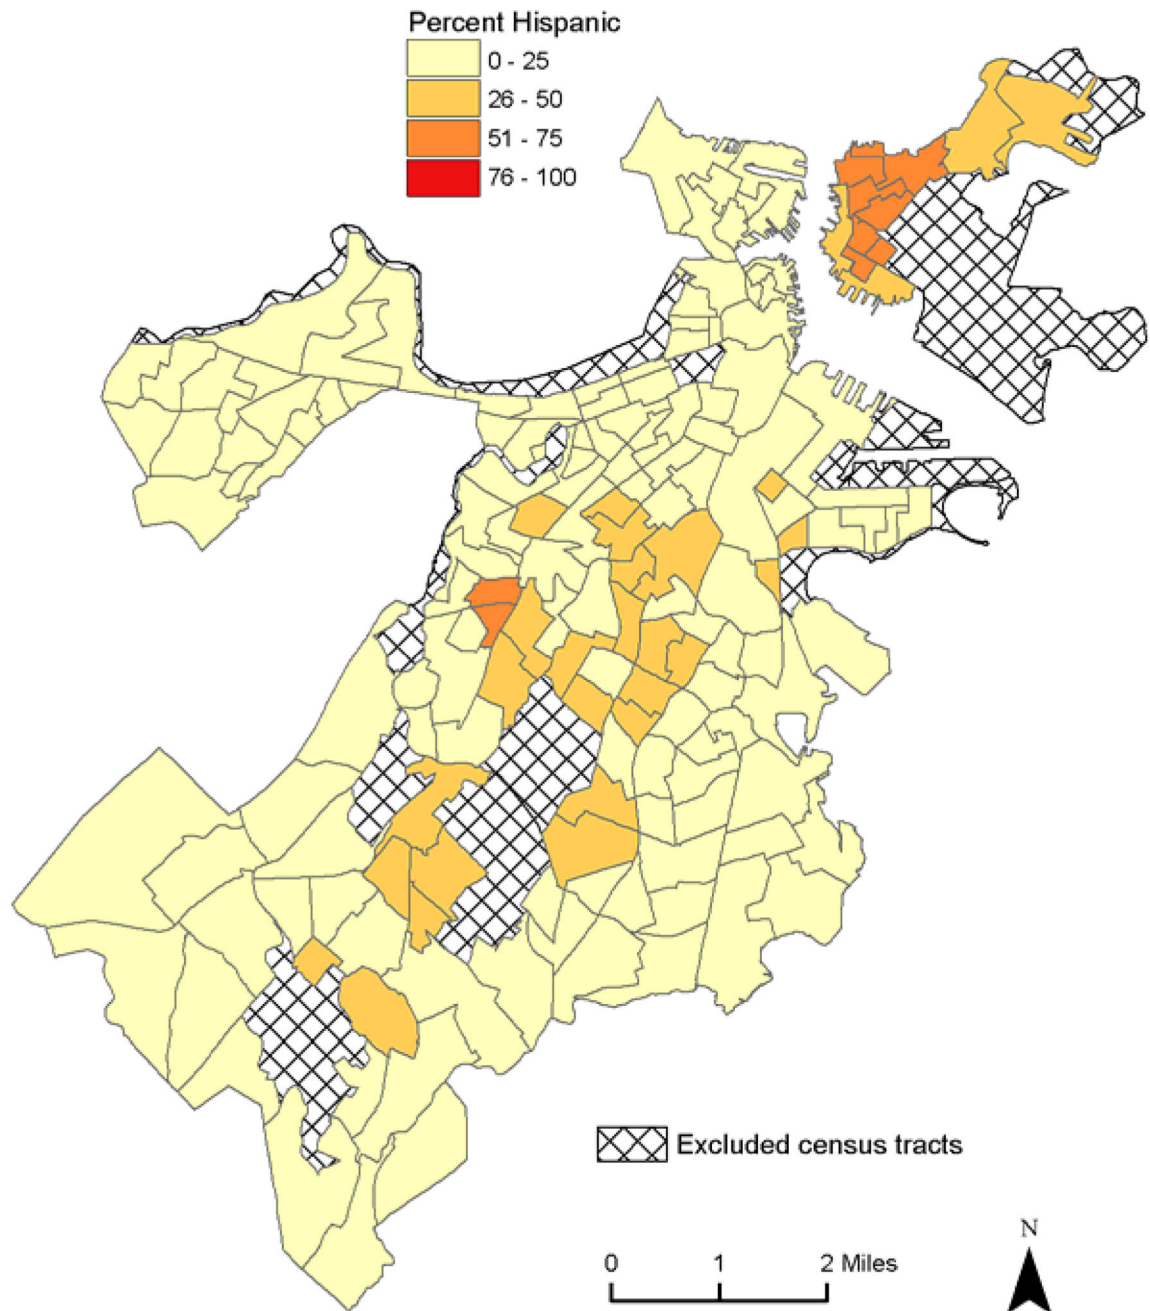 Percent Hispanic
0 - 25
26 - 50
51 - 75
76 - 100
Excluded census tracts
N
0 1 2 Miles